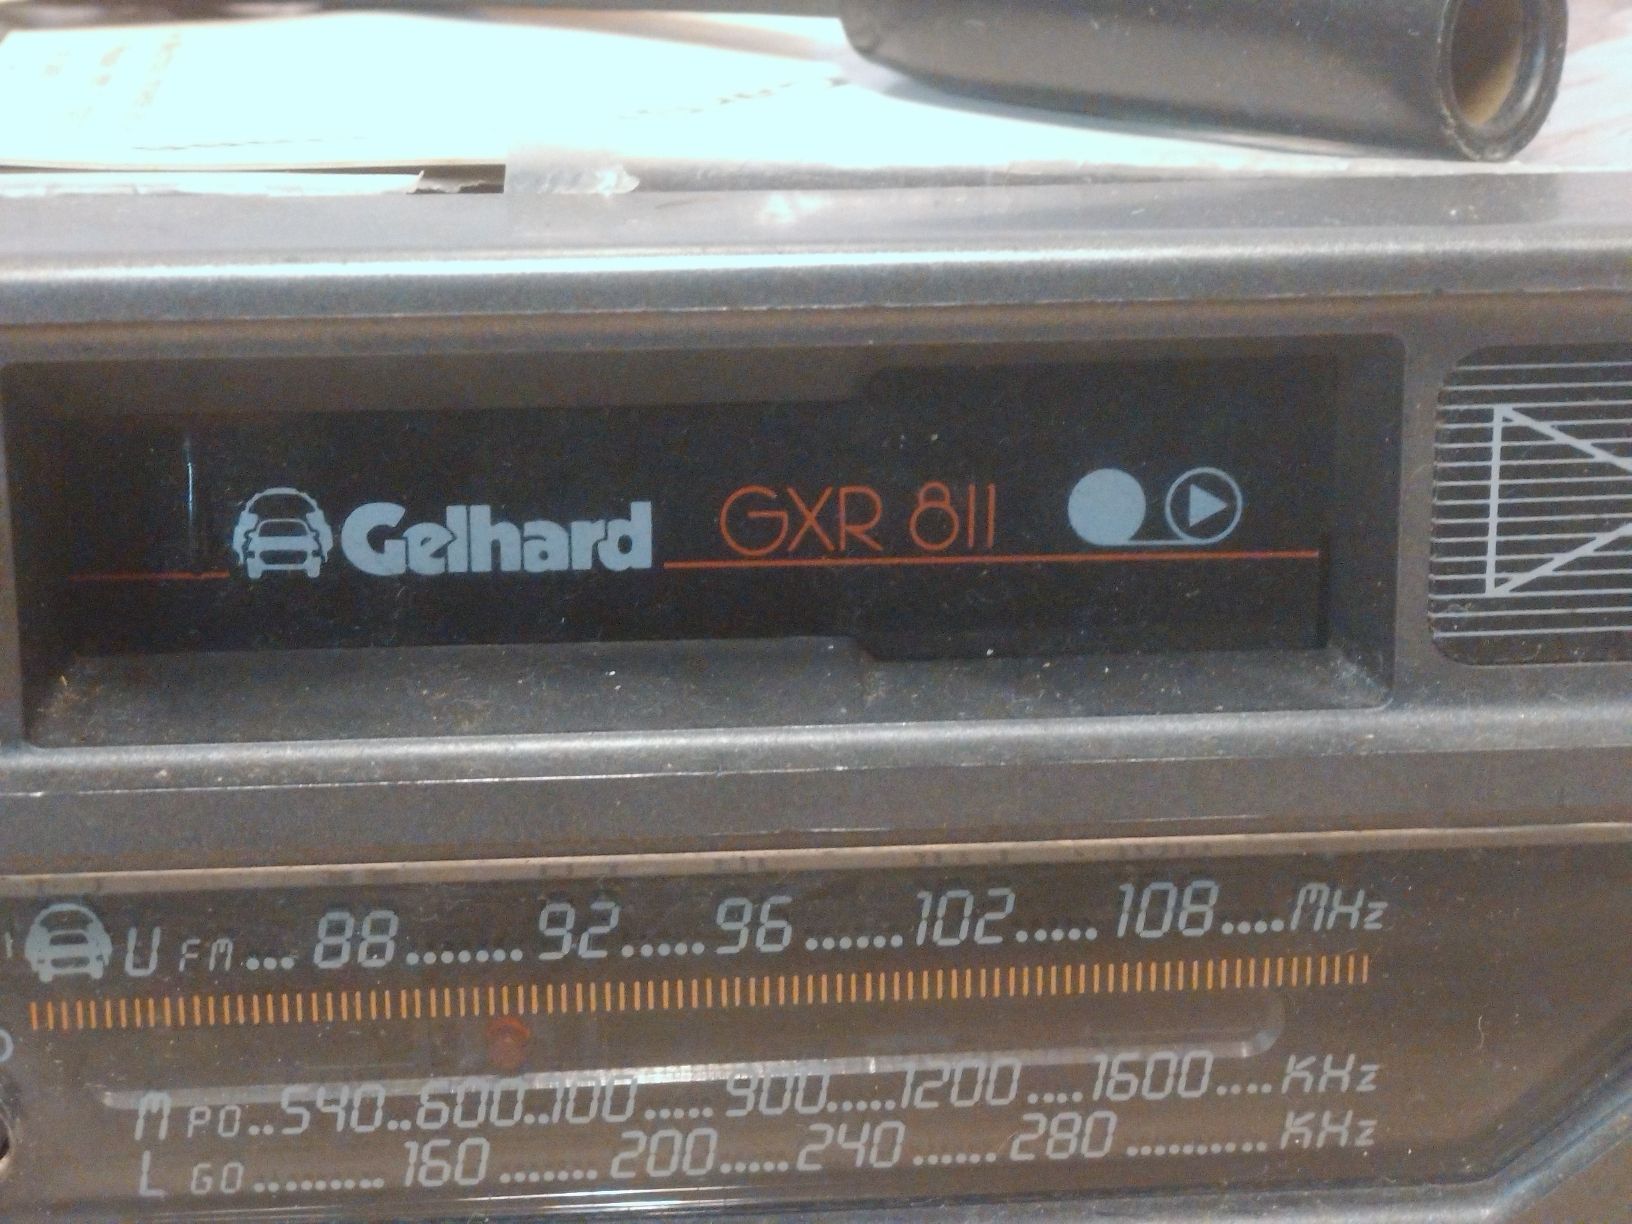 Gelhard GXR 811
U FM... 88....... 92.....96 ......102.....108....MHz
M PO..540..600..100.....900.....1200....1600....KHz
L GO......... 160 .......200.....240......280..........KHz